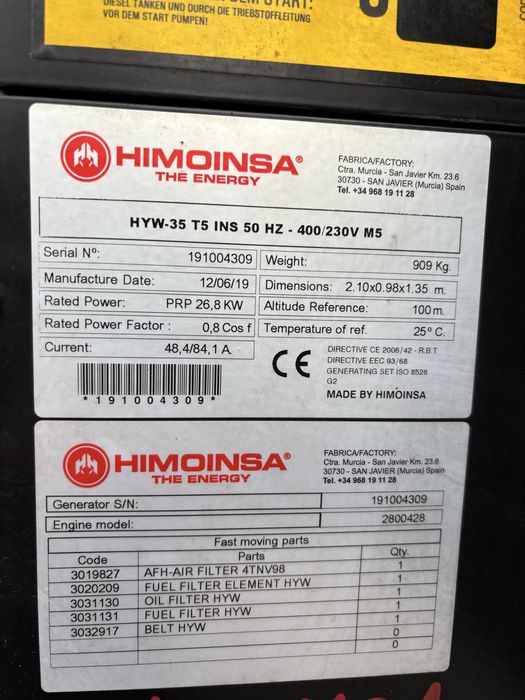 DIESEL TANKEN UND DURCH DIE TRIEBSTOFFLEITUNG
VOR DEM START PUMPEN!
HIMOINSA®
THE ENERGY
FABRICA/FACTORY:
Ctra. Murcia - San Javier Km. 23.6
30730 - SAN JAVIER (Murcia) Spain
Tel. +34 968 19 11 28
HYW-35 T5 INS 50 HZ - 400/230V M5
Serial Nº: 191004309
Weight: 909 Kg.
Manufacture Date: 12/06/19
Dimensions: 2.10x0.98x1.35 m.
Rated Power: PRP 26,8 KW
Altitude Reference: 100 m.
Rated Power Factor : 0,8 Cos f
Temperature of ref. 25º C.
Current: 48,4/84,1 A
CE
DIRECTIVE CE 2006/42 - R.B.T
DIRECTIVE EEC 93/68
GENERATING SET ISO 8528
G2
MADE BY HIMOINSA
*191004309*
HIMOINSA®
THE ENERGY
FABRICA/FACTORY:
Ctra. Murcia - San Javier Km. 23.6
30730 - SAN JAVIER (Murcia) Spain
Tel. +34 968 19 11 28
Generator S/N: 191004309
Engine model: 2800428
Fast moving parts
Code Parts Qty.
3019827 AFH-AIR FILTER 4TNV98 1
3020209 FUEL FILTER ELEMENT HYW 1
3031130 OIL FILTER HYW 1
3031131 FUEL FILTER HYW 1
3032917 BELT HYW 1
0
0